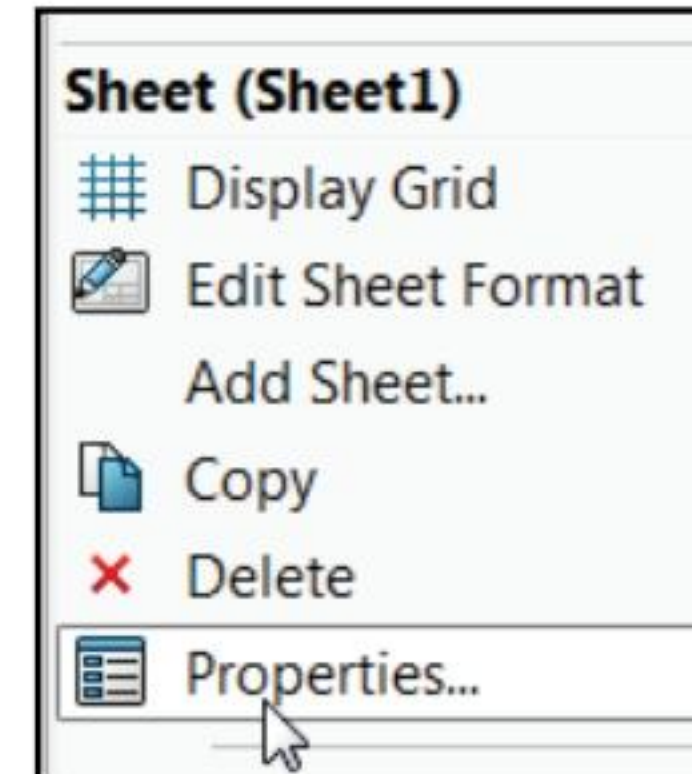 Sheet (Sheet1)
Display Grid
Edit Sheet Format
Add Sheet...
Copy
Delete
Properties...